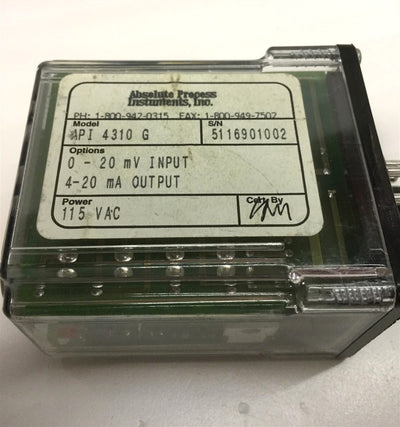 Absolute Process
Instruments, Inc.
PH: 1-800-942-0315 FAX: 1-800-949-7502
Model S/N
API 4310 G 5116901002
Options
0 - 20 mV INPUT
4-20 mA OUTPUT
Power Cert. By
115 VAC